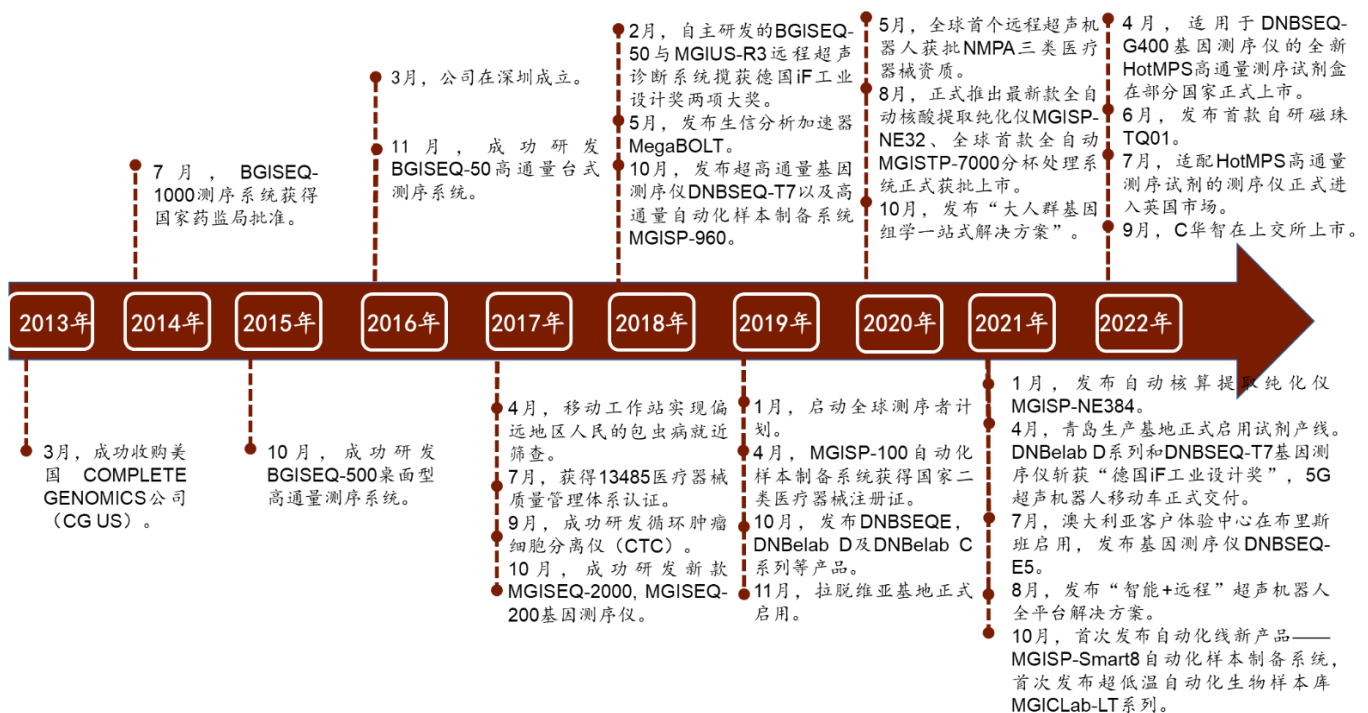 3月，公司在深圳成立。
11月，成功研发
BGISEQ-50高通量台式
测序系统。
7月，BGISEQ-
1000测序系统获得
国家药监局批准。
2月，自主研发的BGISEQ-
50与MGIUS-R3远程超声
诊断系统揽获德国iF工业
设计奖两项大奖。
5月，发布生信分析加速器
MegaBOLT。
10月，发布超高通量基因
测序仪DNBSEQ-T7以及高
通量自动化样本制备系统
MGISP-960。
5月，全球首个远程超声机
器人获批NMPA三类医疗
器械资质。
8月，正式推出最新款全自
动核酸提取纯化仪MGISP-
NE32、全球首款全自动
MGISTP-7000分杯处理系
统正式获批上市。
10月，发布“大人群基因
组学一站式解决方案”。
4月，适用于DNBSEQ-
G400基因测序仪的全新
HotMPS高通量测序试剂盒
在部分国家正式上市。
6月，发布首款自研磁珠
TQ01。
7月，适配HotMPS高通量
测序试剂的测序仪正式进
入英国市场。
9月，C华智在上交所上市。
2013年
2014年
2015年
2016年
2017年
2018年
2019年
2020年
2021年
2022年
3月，成功收购美
国 COMPLETE
GENOMICS公司
（CG US）。
10月，成功研发
BGISEQ-500桌面型
高通量测序系统。
4月，移动工作站实现偏
远地区人民的包虫病就近
筛查。
7月，获得13485医疗器械
质量管理体系认证。
9月，成功研发循环肿瘤
细胞分离仪（CTC）。
10月，成功研发新款
MGISEQ-2000, MGISEQ-
200基因测序仪。
1月，启动全球测序者计
划。
4月，MGISP-100自动化
样本制备系统获得国家二
类医疗器械注册证。
10月，发布DNBSEQE，
DNBelab D及DNBelab C
系列等产品。
11月，拉脱维亚基地正式
启用。
1月，发布自动核算提取纯化仪
MGISP-NE384。
4月，青岛生产基地正式启用试剂产线。
DNBelab D系列和DNBSEQ-T7基因测
序仪斩获“德国iF工业设计奖”，5G
超声机器人移动车正式交付。
7月，澳大利亚客户体验中心在布里斯
班启用，发布基因测序仪DNBSEQ-
E5。
8月，发布“智能+远程”超声机器人
全平台解决方案。
10月，首次发布自动化线新产品——
MGISP-Smart8自动化样本制备系统，
首次发布超低温自动化生物样本库
MGICLab-LT系列。